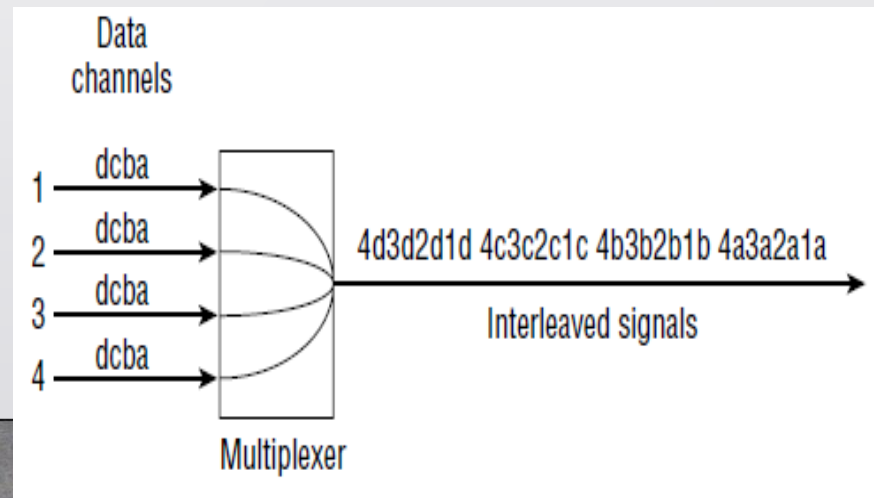 Data
channels
1 dcba
2 dcba
3 dcba
4 dcba
4d3d2d1d 4c3c2c1c 4b3b2b1b 4a3a2a1a
Interleaved signals
Multiplexer